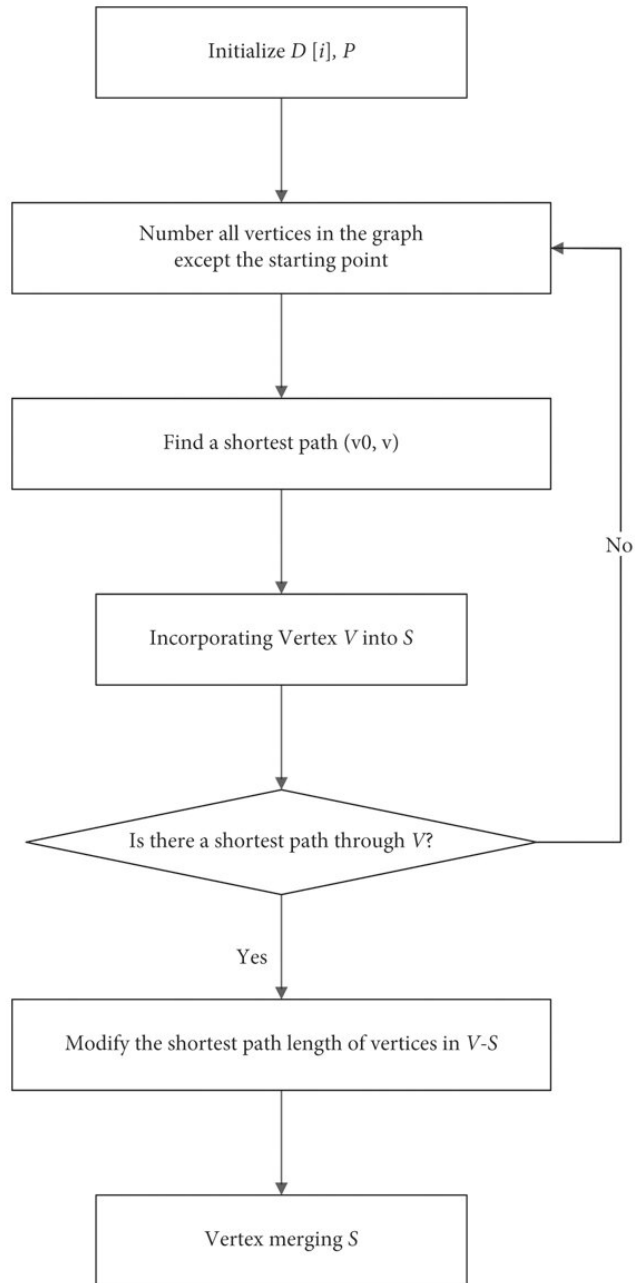 Initialize D [i], P
Number all vertices in the graph
except the starting point
Find a shortest path (v0, v)
No
Incorporating Vertex V into S
Is there a shortest path through V?
Yes
Modify the shortest path length of vertices in V-S
Vertex merging S